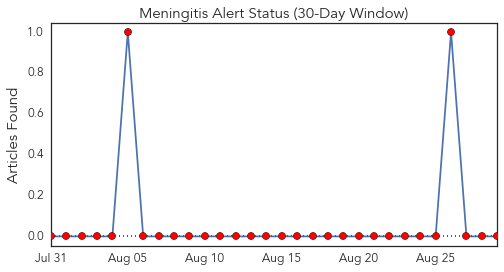 Meningitis Alert Status (30-Day Window)
Articles Found
1.0
0.8
0.6
0.4
0.2
0.0
Jul 31 Aug 05 Aug 10 Aug 15 Aug 20 Aug 25